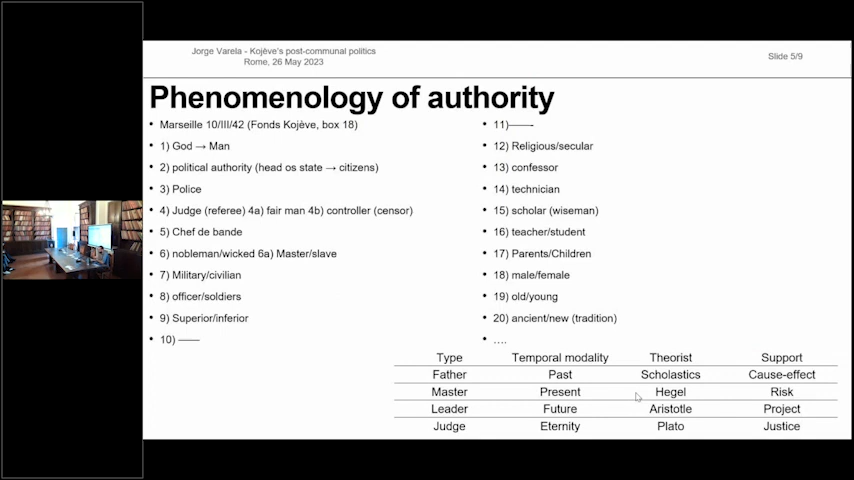 Jorge Varela - Kojève's post-communal politics
Rome, 26 May 2023
Slide 5/9
Phenomenology of authority
• Marseille 10/III/42 (Fonds Kojève, box 18)
• 1) God → Man
• 2) political authority (head os state → citizens)
• 3) Police
• 4) Judge (referee) 4a) fair man 4b) controller (censor)
• 5) Chef de bande
• 6) nobleman/wicked 6a) Master/slave
• 7) Military/civilian
• 8) officer/soldiers
• 9) Superior/inferior
• 10) ——
• 11)——-
• 12) Religious/secular
• 13) confessor
• 14) technician
• 15) scholar (wiseman)
• 16) teacher/student
• 17) Parents/Children
• 18) male/female
• 19) old/young
• 20) ancient/new (tradition)
• ....
Type Temporal modality Theorist Support
Father Past Scholastics Cause-effect
Master Present Hegel Risk
Leader Future Aristotle Project
Judge Eternity Plato Justice